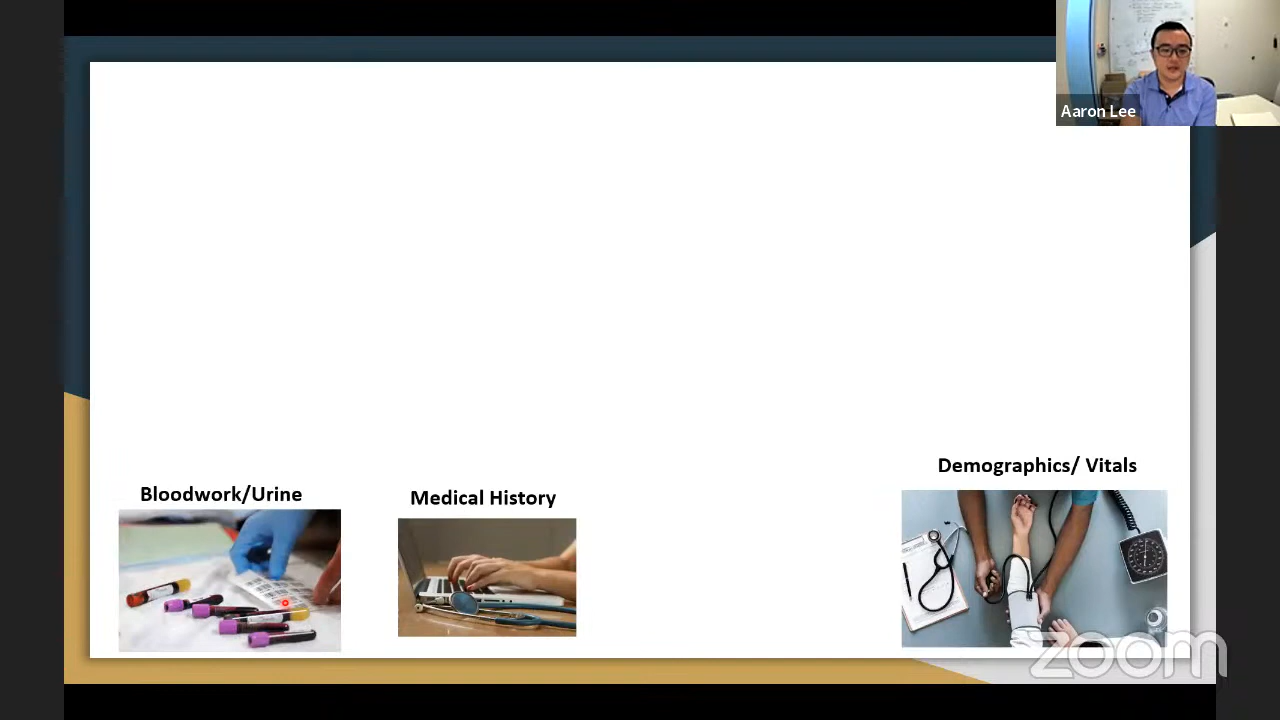 Aaron Lee
Demographics/ Vitals
Bloodwork/Urine
Medical History
zoom